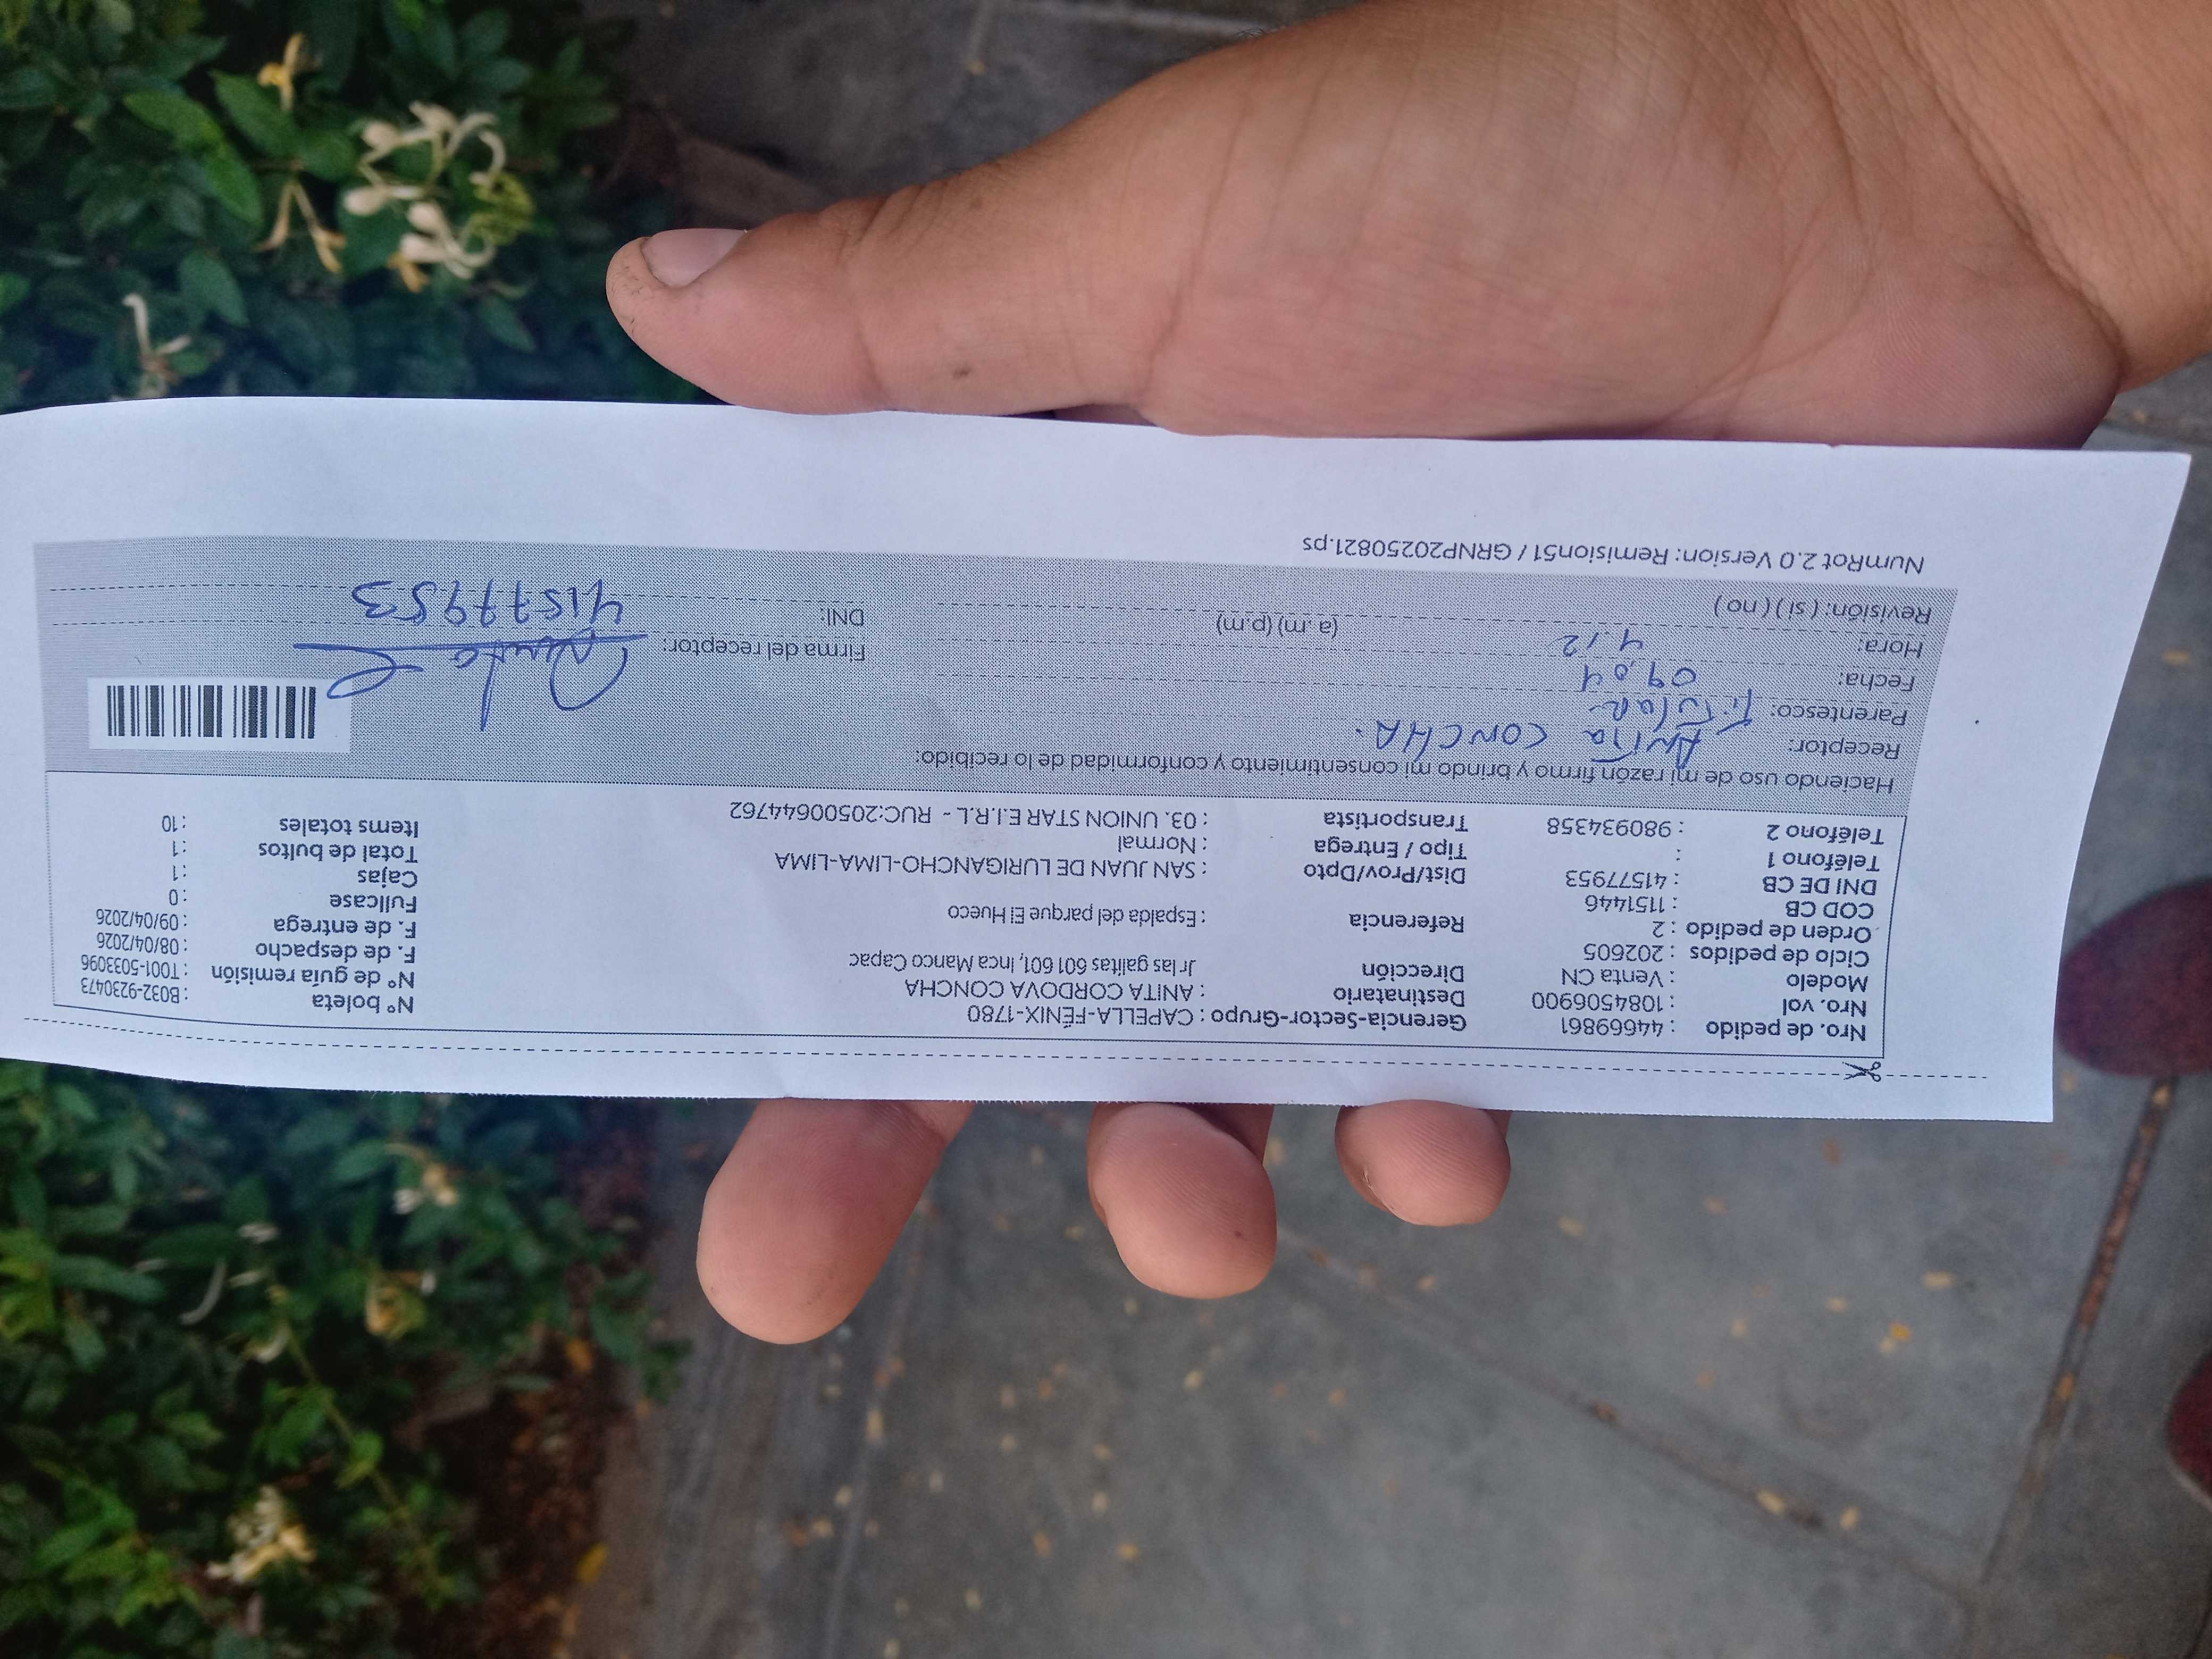 Nro. de pedido : 44669861 Gerencia-Sector-Grupo : CAPELLA-FÉNIX-1780 N° boleta : B032-9230473
Nro. vol : 1084506900 Destinatario : ANITA CORDOVA CONCHA N° de guía remisión : T001-5033096
Modelo : Venta CN Dirección Jr las galitas 601 601, Inca Manco Capac F. de despacho : 08/04/2026
Ciclo de pedidos : 202605 F. de entrega : 09/04/2026
Orden de pedido : 2 Referencia : Espalda del parque El Hueco Fullcase : 0
COD CB : 1151446 Cajas : 1
DNI DE CB : 41577953 Dist/Prov/Dpto : SAN JUAN DE LURIGANCHO-LIMA-LIMA Total de bultos : 1
Teléfono 1 : Tipo / Entrega : Normal Items totales : 10
Teléfono 2 : 980934358 Transportista : 03. UNION STAR E.I.R.L - RUC:20500644762
Haciendo uso de mi razón firmo y brindo mi consentimiento y conformidad de lo recibido:
Receptor: ANITA CONCHA.
Parentesco: Titular
Fecha: 09.04
Hora: 4.12 (a .m) (p.m) Firma del receptor:
Revisión: ( si ) ( no ) DNI: 41577953
NumRot 2.0 Version: Remision51 / GRNP20250821.ps